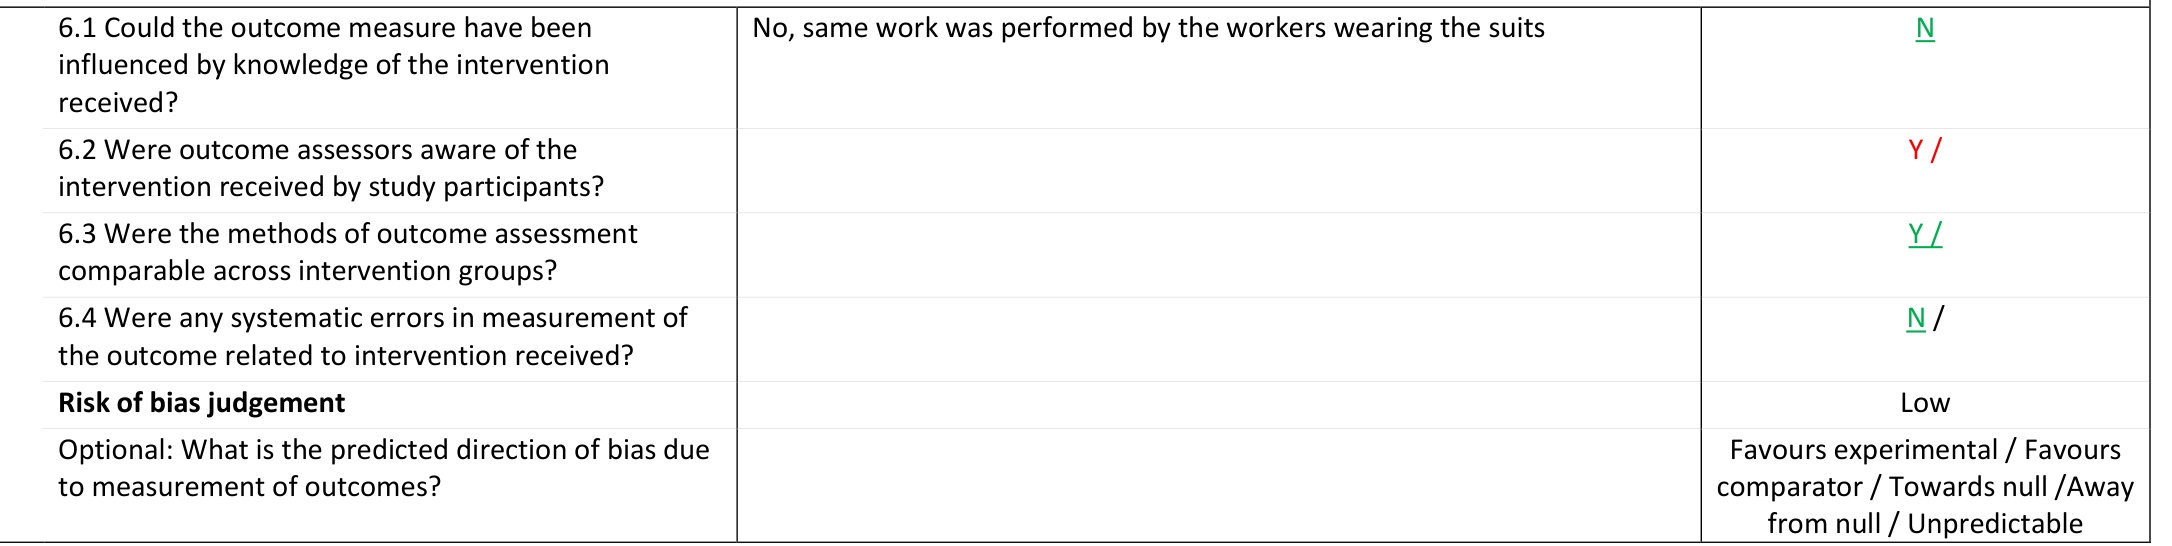 6.1 Could the outcome measure have been
influenced by knowledge of the intervention
received?
No, same work was performed by the workers wearing the suits
N
6.2 Were outcome assessors aware of the
intervention received by study participants?
Y /
6.3 Were the methods of outcome assessment
comparable across intervention groups?
Y /
6.4 Were any systematic errors in measurement of
the outcome related to intervention received?
N /
Risk of bias judgement
Low
Optional: What is the predicted direction of bias due
to measurement of outcomes?
Favours experimental / Favours
comparator / Towards null /Away
from null / Unpredictable